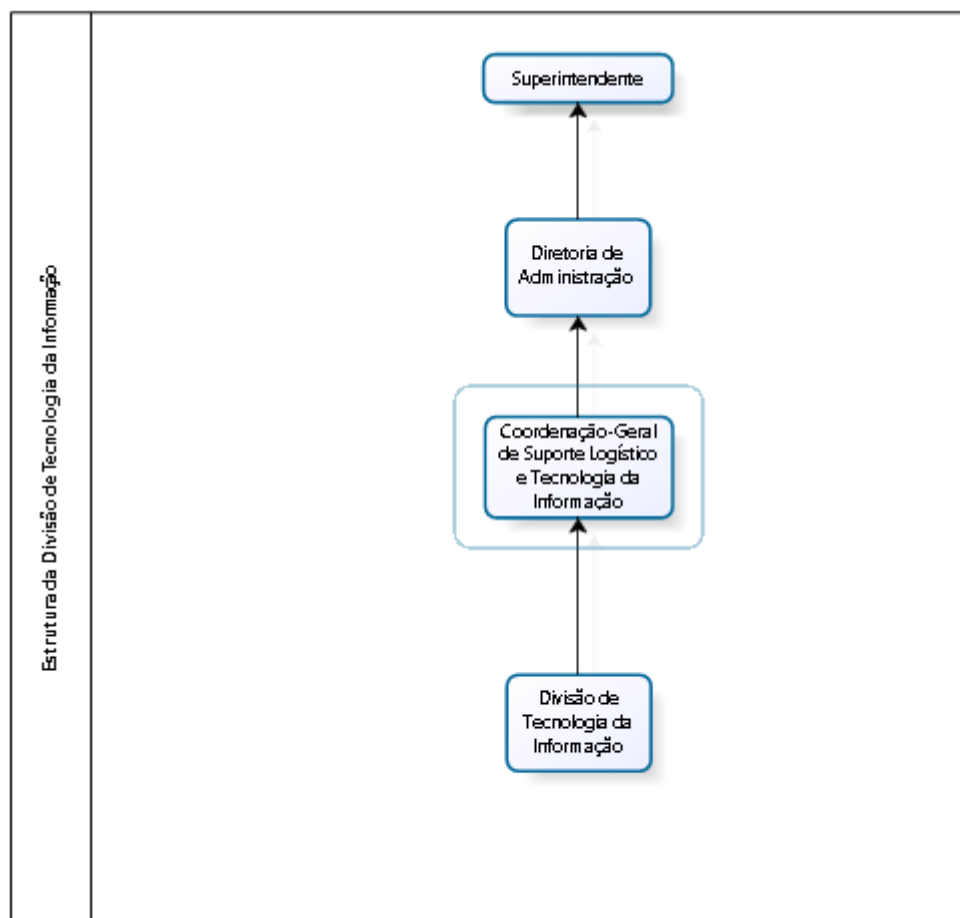 Estrutura da Divisão de Tecnologia da Informação
Superintendente
Diretoria de
Administração
Coordenação-Geral
de Suporte Logístico
e Tecnologia da
Informação
Divisão de
Tecnologia da
Informação